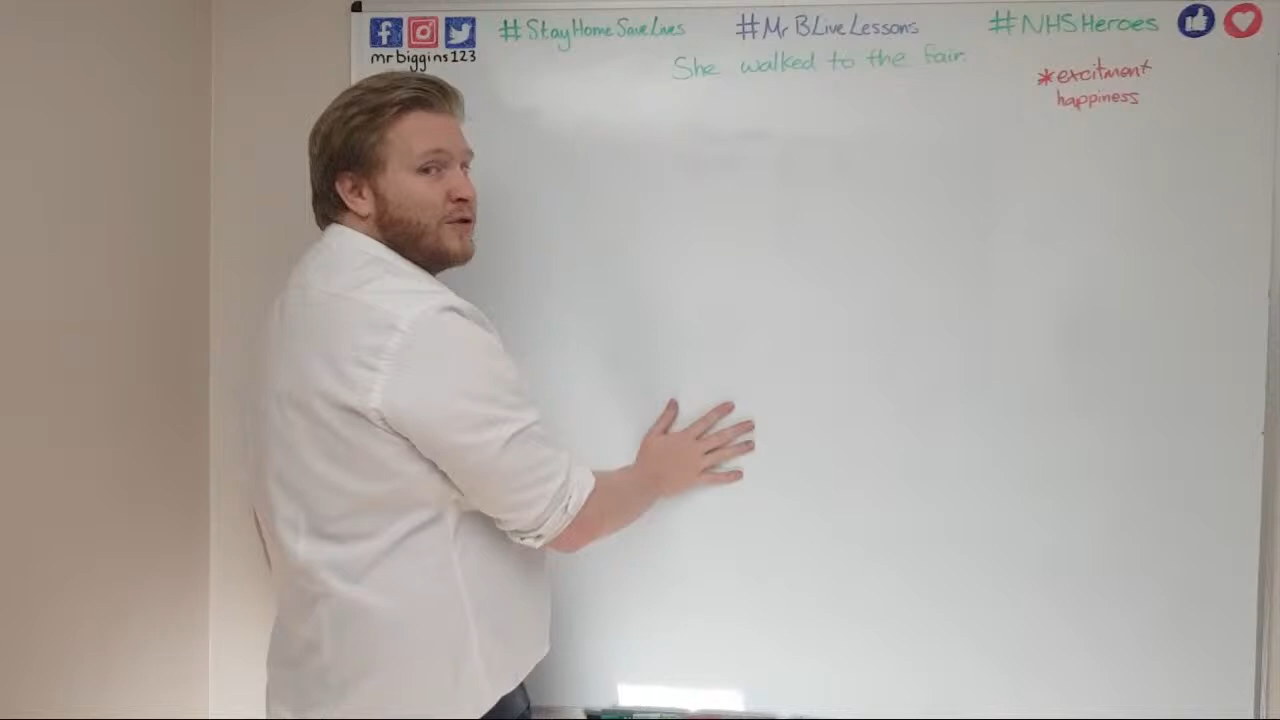 #StayHomeSaveLives #MrBLiveLessons #NHSHeroes
mrbiggins123
She walked to the fair.
*excitment
happiness